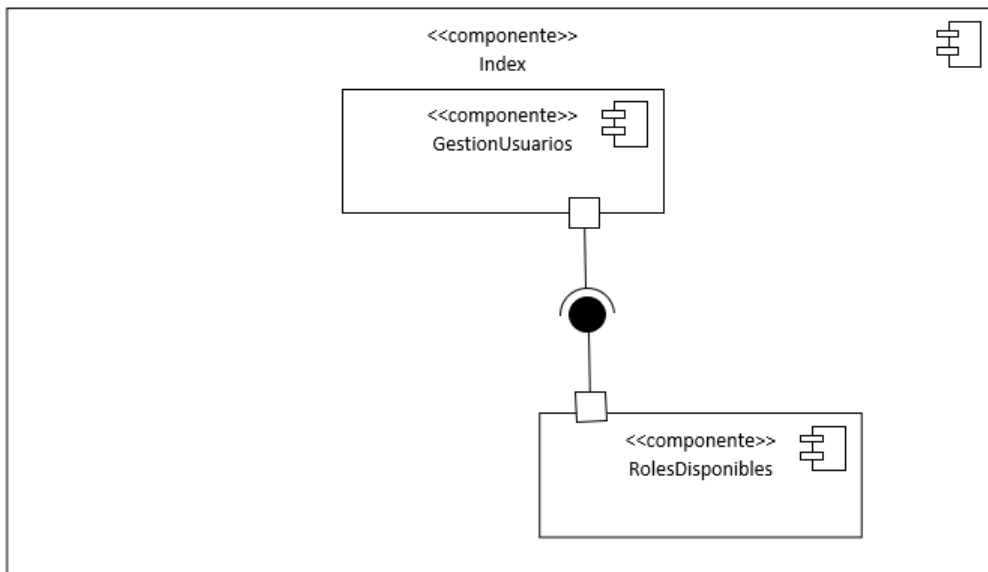 <<componente>>
Index
<<componente>>
GestionUsuarios
<<componente>>
RolesDisponibles